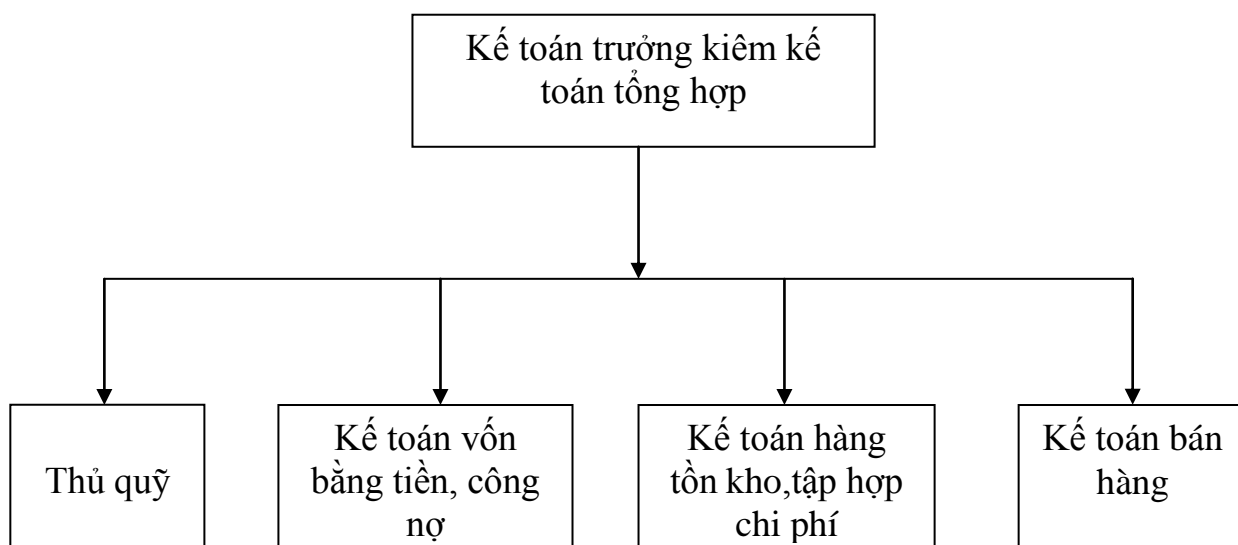 Kế toán trưởng kiêm kế
toán tổng hợp
Thủ quỹ
Kế toán vốn
bằng tiền, công
nợ
Kế toán hàng
tồn kho,tập hợp
chi phí
Kế toán bán
hàng